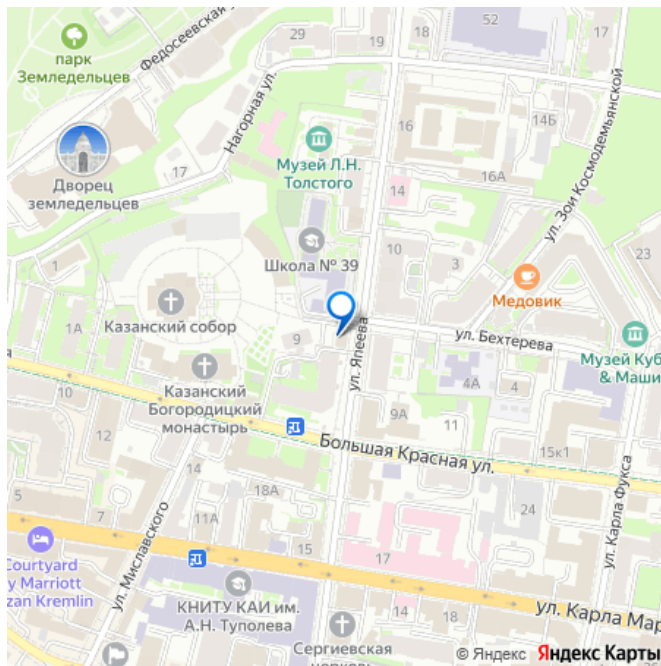 52
парк
Земледельцев
Федосеевская
29
19
18
17
Нагорная ул.
Дворец
земледельцев
17
Музей Л.Н.
Толстого
16
14Б
16А
14
ул. Зои Космодемьянской
Школа № 39
10
3
23
Медовик
Казанский собор
1А
9
ул. Япеева
ул. Бехтерева
Музей Куб
& Маши
Казанский
Богородицкий
монастырь
4А
4
10
12
9А
11
Большая Красная ул.
15к1
14
18А
24
5
7
11А
ул. Миславского
15
12
17
ул. Карла Фукса
Courtyard
y Marriott
zan Kremlin
КНИТУ КАИ им.
А.Н. Туполева
14
14
18
ул. Карла Мар
Сергиевская
церковь
© Яндекс Яндекс Карты